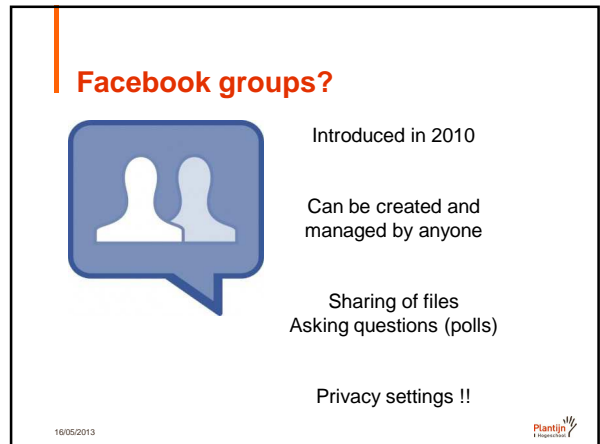 Facebook groups?
Introduced in 2010
Can be created and
managed by anyone
Sharing of files
Asking questions (polls)
Privacy settings !!
16/05/2013
Plantijn
Hogeschool